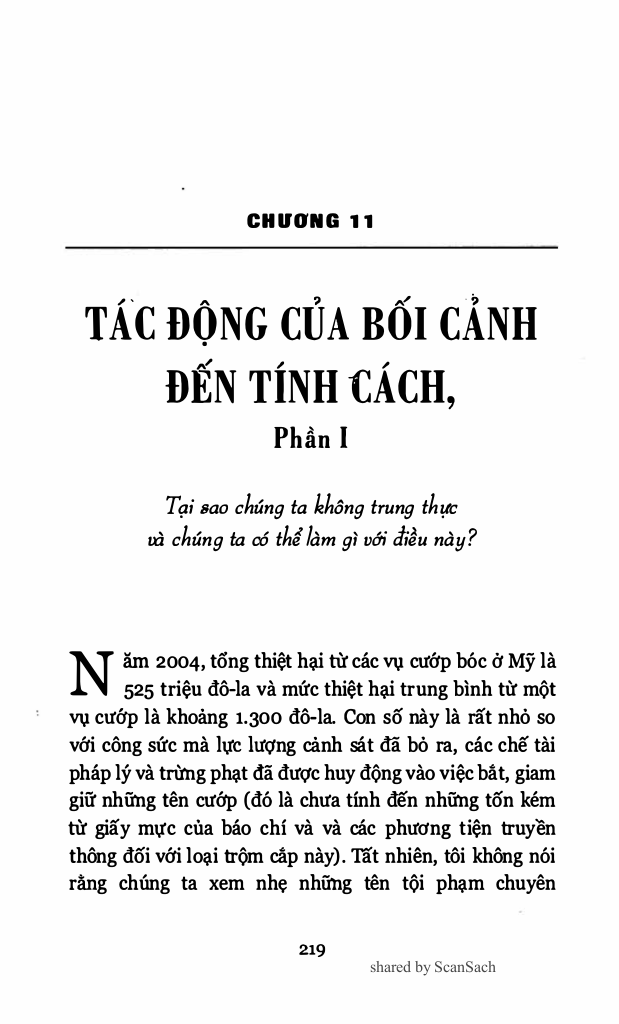 CHƯƠNG 11
TÁC ĐỘNG CỦA BỐI CẢNH
ĐẾN TÍNH CÁCH,
Phần I
Tại sao chúng ta không trung thực
và chúng ta có thể làm gì với điều này?
Năm 2004, tổng thiệt hại từ các vụ cướp bóc ở Mỹ là
525 triệu đô-la và mức thiệt hại trung bình từ một
vụ cướp là khoảng 1.300 đô-la. Con số này là rất nhỏ so
với công sức mà lực lượng cảnh sát đã bỏ ra, các chế tài
pháp lý và trừng phạt đã được huy động vào việc bắt, giam
giữ những tên cướp (đó là chưa tính đến những tốn kém
từ giấy mực của báo chí và và các phương tiện truyền
thông đối với loại trộm cắp này). Tất nhiên, tôi không nói
rằng chúng ta xem nhẹ những tên tội phạm chuyên
219
shared by ScanSach